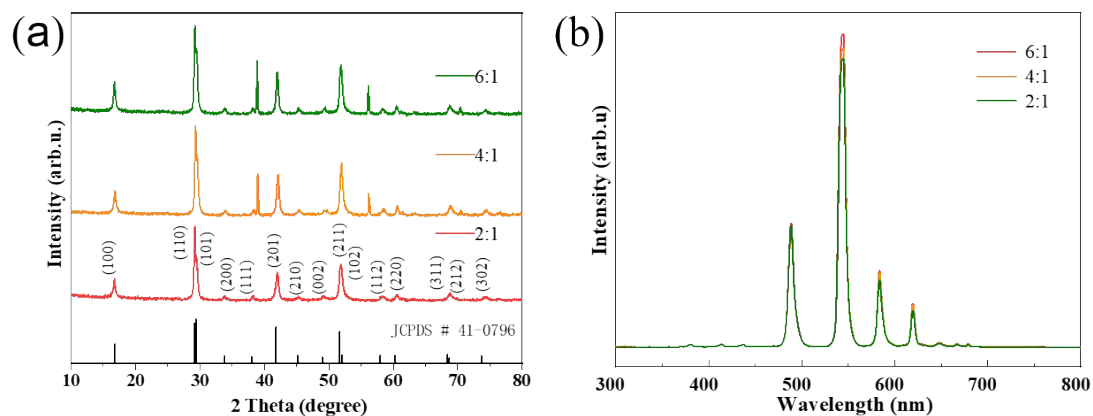 (a)
6:1
4:1
2:1
(100)
(110)
(101)
(200)
(111)
(201)
(210)
(002)
(211)
(102)
(112)
(220)
(311)
(212)
(302)
JCPDS # 41-0796
Intensity (arb.u.)
10 20 30 40 50 60 70 80
2 Theta (degree)
(b)
6:1
4:1
2:1
Intensity (arb.u)
300 400 500 600 700 800
Wavelength (nm)